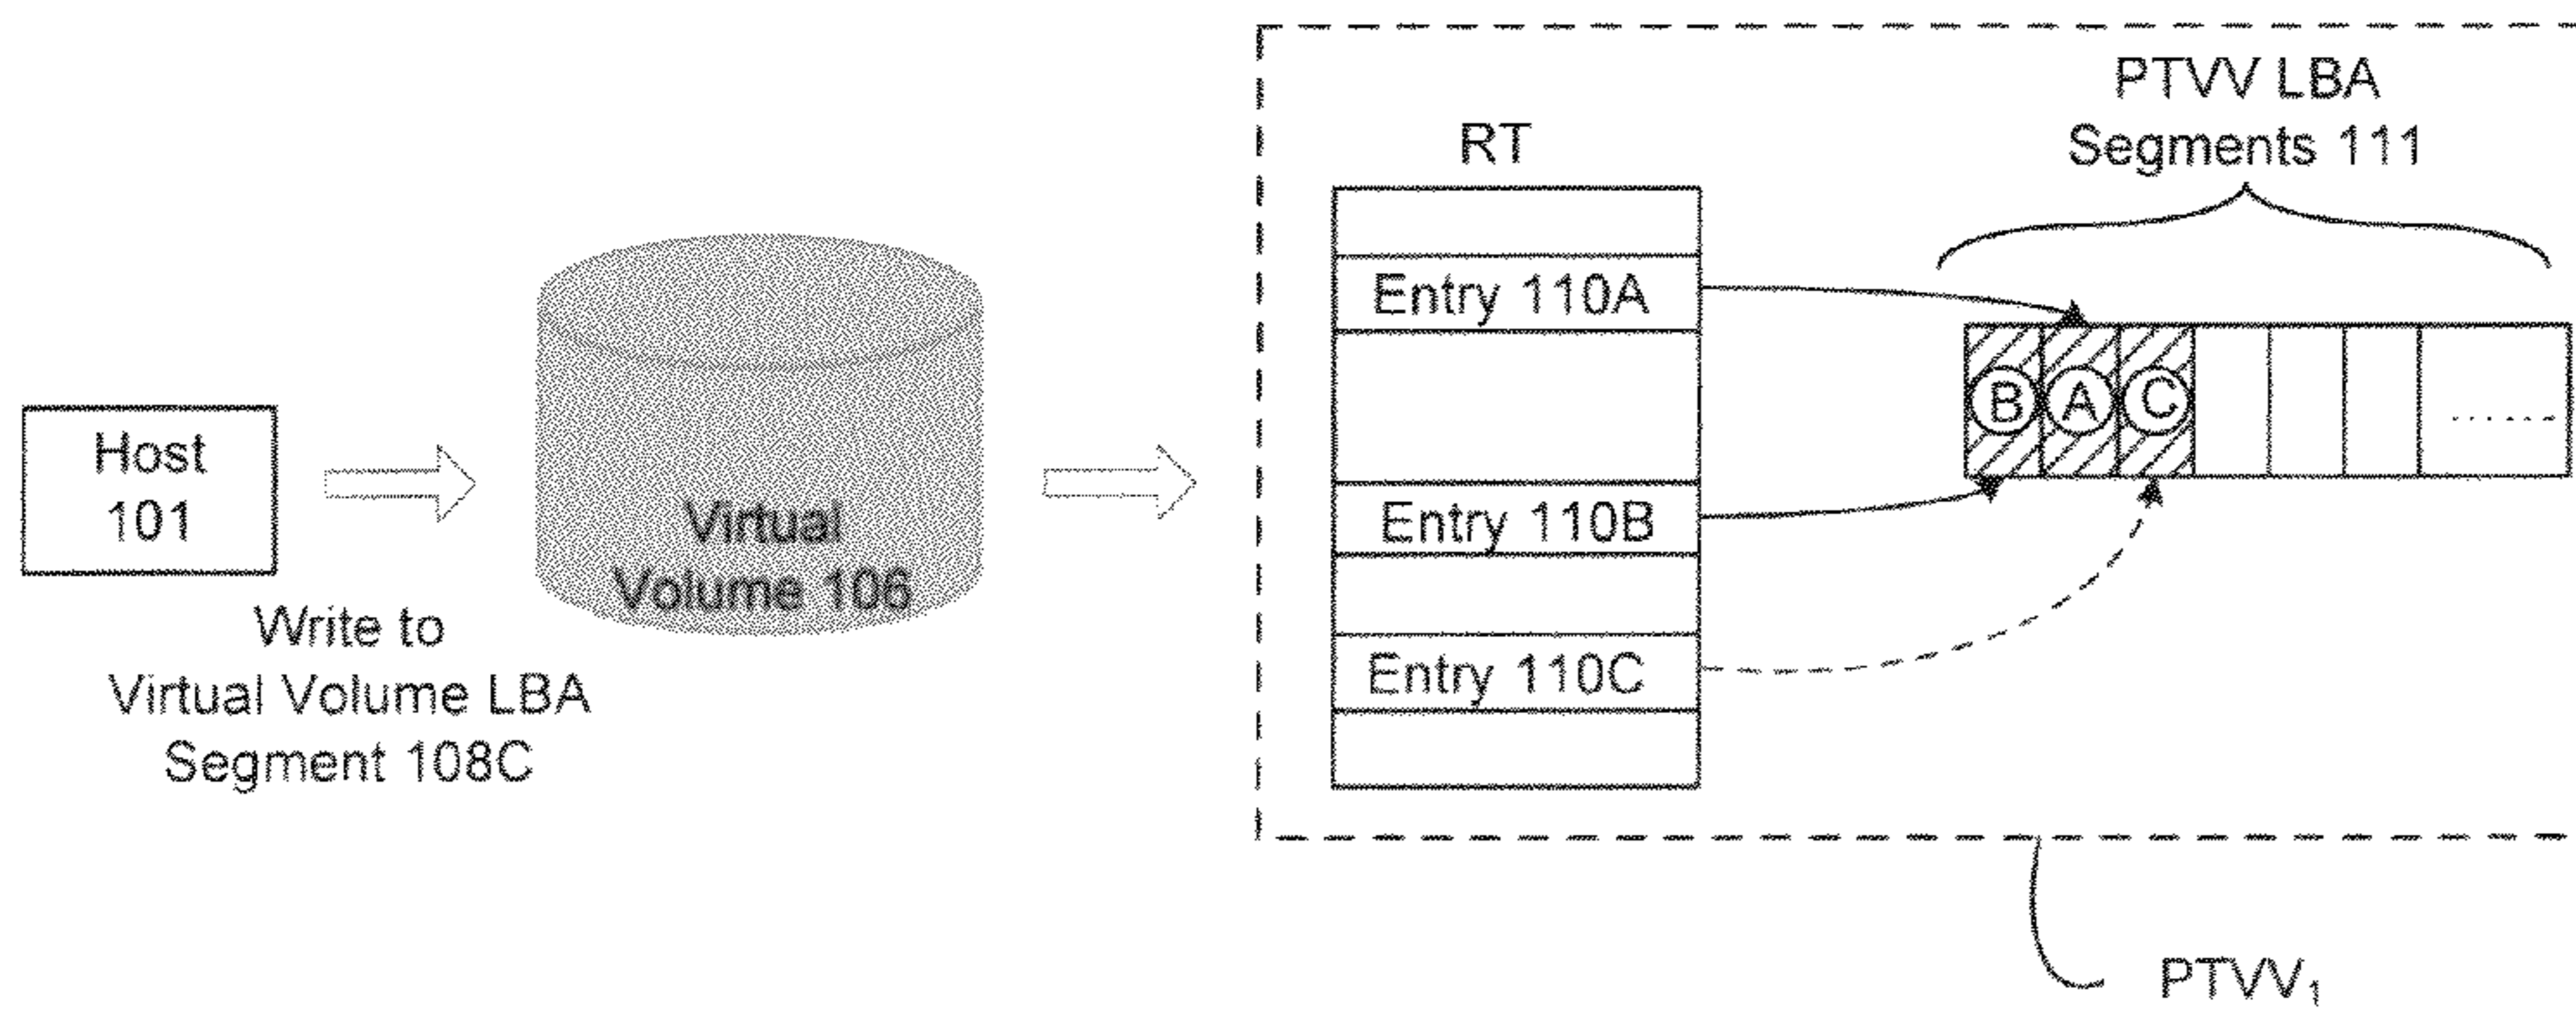 Host
101
Write to
Virtual Volume LBA
Segment 108C
Virtual
Volume 106
RT
Entry 110A
Entry 110B
Entry 110C
PTVV LBA
Segments 111
B A C
.......
PTVV₁